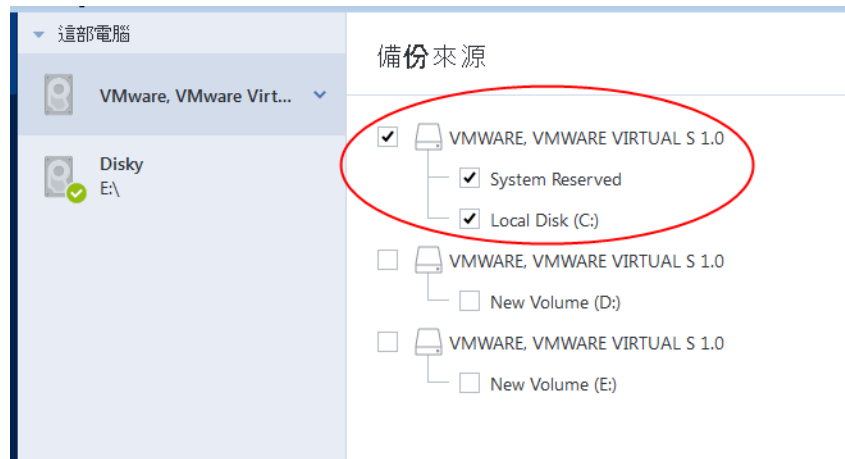 這部電腦
VMware, VMware Virt...
Disky
E:\
備份來源
VMWARE, VMWARE VIRTUAL S 1.0
System Reserved
Local Disk (C:)
VMWARE, VMWARE VIRTUAL S 1.0
New Volume (D:)
VMWARE, VMWARE VIRTUAL S 1.0
New Volume (E:)